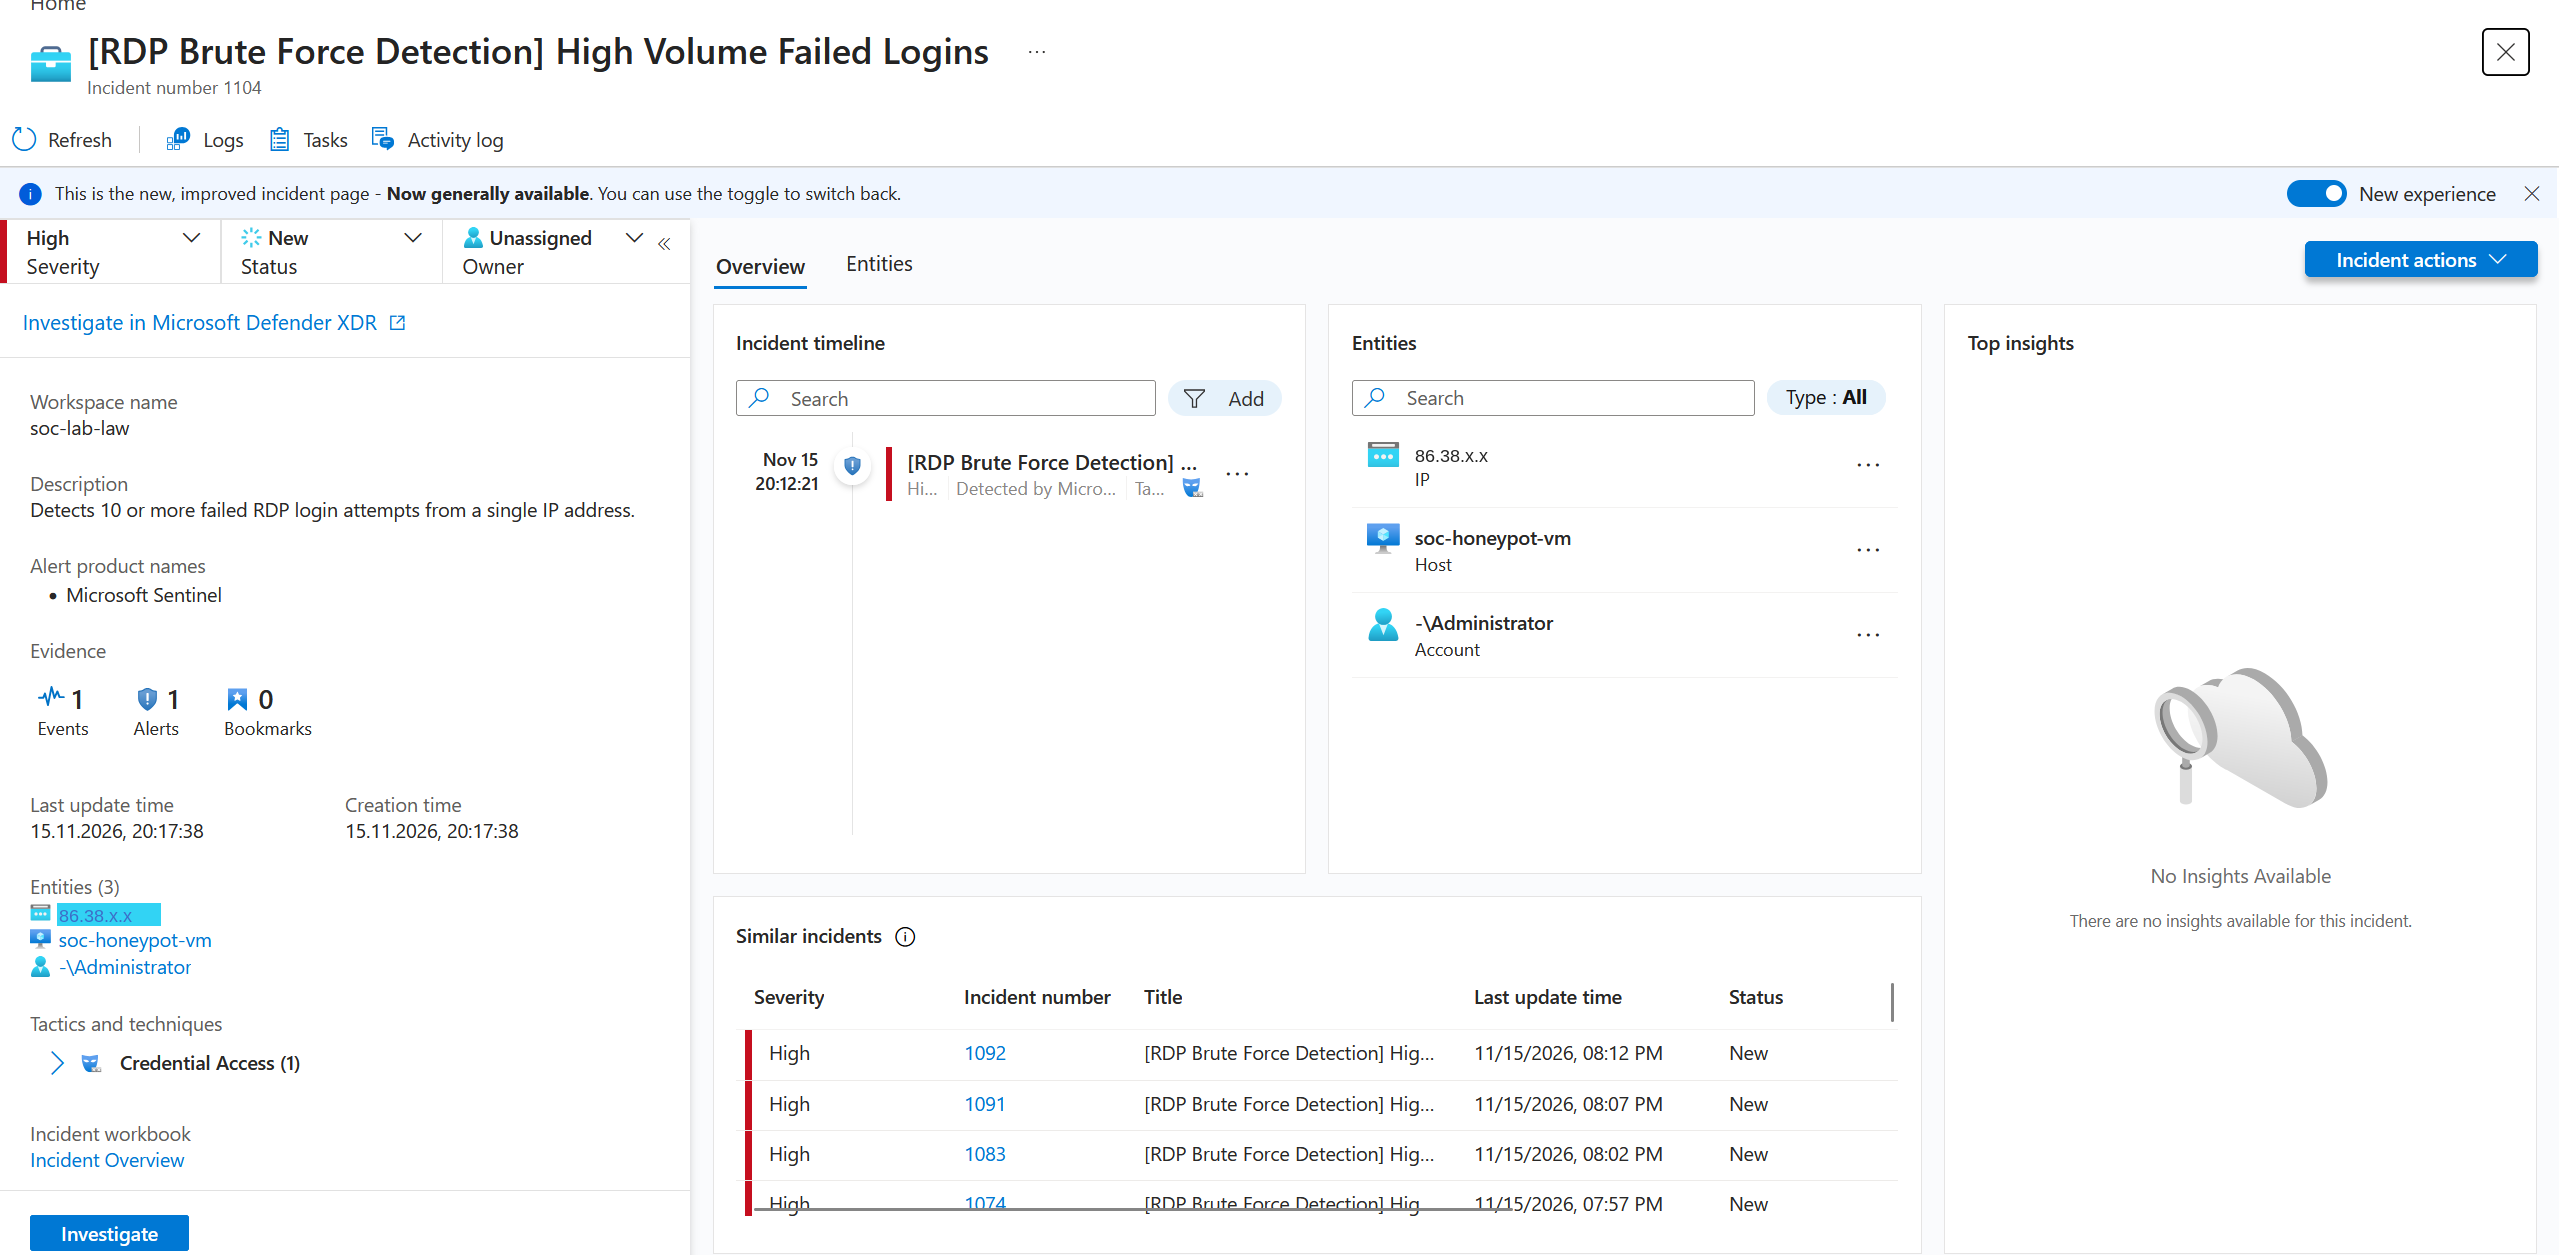 Home
[RDP Brute Force Detection] High Volume Failed Logins ...
Incident number 1104
Refresh
Logs
Tasks
Activity log
This is the new, improved incident page - Now generally available. You can use the toggle to switch back.
New experience
High
Severity
New
Status
Unassigned
Owner
Investigate in Microsoft Defender XDR
Workspace name
soc-lab-law
Description
Detects 10 or more failed RDP login attempts from a single IP address.
Alert product names
• Microsoft Sentinel
Evidence
1
Events
1
Alerts
0
Bookmarks
Last update time
15.11.2026, 20:17:38
Creation time
15.11.2026, 20:17:38
Entities (3)
86.38.x.x
soc-honeypot-vm
-\Administrator
Tactics and techniques
Credential Access (1)
Incident workbook
Incident Overview
Investigate
Overview
Entities
Incident actions
Incident timeline
Search
Add
Nov 15
20:12:21
[RDP Brute Force Detection] ...
Hi... Detected by Micro... Ta...
Entities
Search
Type : All
86.38.x.x
IP
soc-honeypot-vm
Host
-\Administrator
Account
Top insights
No Insights Available
There are no insights available for this incident.
Similar incidents
Severity Incident number Title Last update time Status
High 1092 [RDP Brute Force Detection] Hig... 11/15/2026, 08:12 PM New
High 1091 [RDP Brute Force Detection] Hig... 11/15/2026, 08:07 PM New
High 1083 [RDP Brute Force Detection] Hig... 11/15/2026, 08:02 PM New
High 1074 [RDP Brute Force Detection] Hig... 11/15/2026, 07:57 PM New